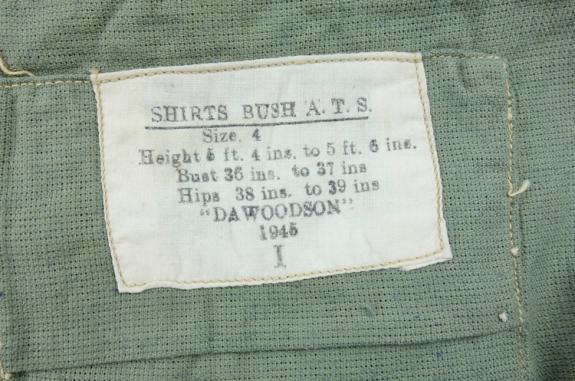 SHIRTS BUSH A.T.S.
Size. 4
Height 5 ft. 4 ins. to 5 ft. 6 ins.
Bust 36 ins. to 37 ins
Hips 38 ins. to 39 ins
"DAWOODSON"
1945
I